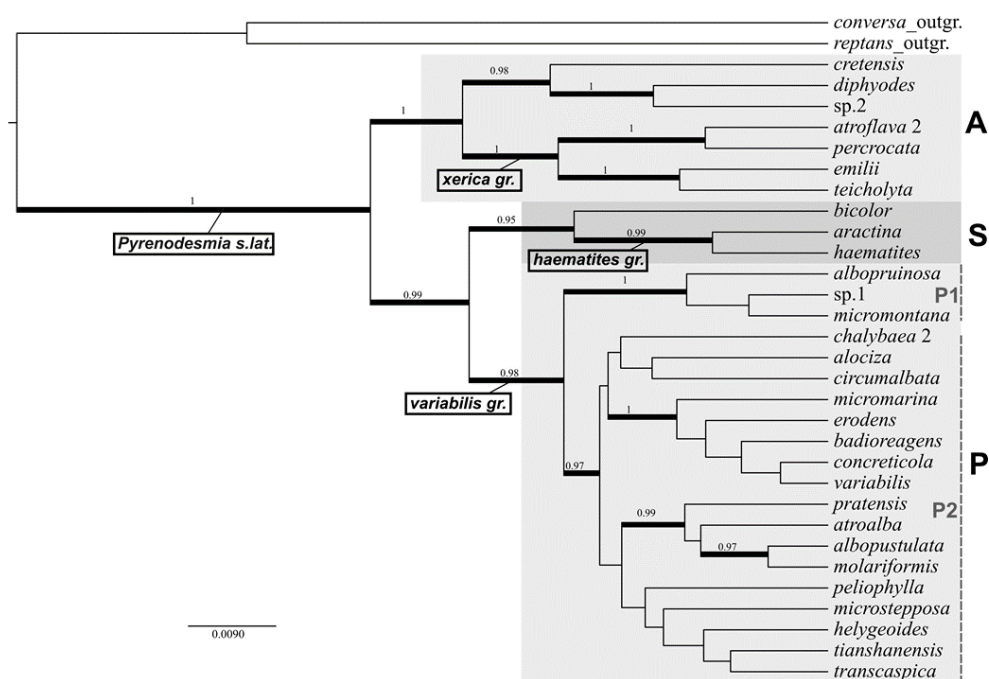 conversa_outgr.
reptans_outgr.
cretensis
0.98
diphyodes
1
sp.2
1
A
atroflava 2
1
percrocata
1
emilii
xerica gr.
1
teicholyta
1
bicolor
Pyrenodesmia s.lat.
0.95
aractina
S
0.99
haematites
haematites gr.
albopruinosa
1
sp.1
P1
0.99
micromontana
chalybaea 2
alociza
0.98
circumalbata
variabilis gr.
micromarina
1
erodens
badioreagens
0.97
concreticola
P
variabilis
pratensis
P2
0.99
atroalba
albopustulata
0.97
molariformis
peliophylla
microstepposa
0.0090
helygeoides
tianshanensis
transcaspica